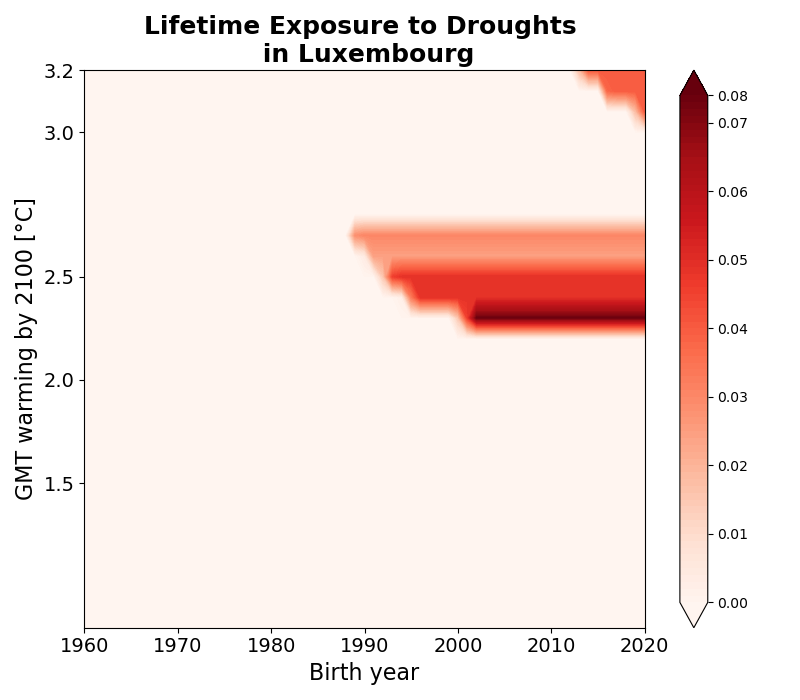 Lifetime Exposure to Droughts
in Luxembourg
GMT warming by 2100 [°C]
3.2
3.0
2.5
2.0
1.5
1960 1970 1980 1990 2000 2010 2020
Birth year
0.08
0.07
0.06
0.05
0.04
0.03
0.02
0.01
0.00